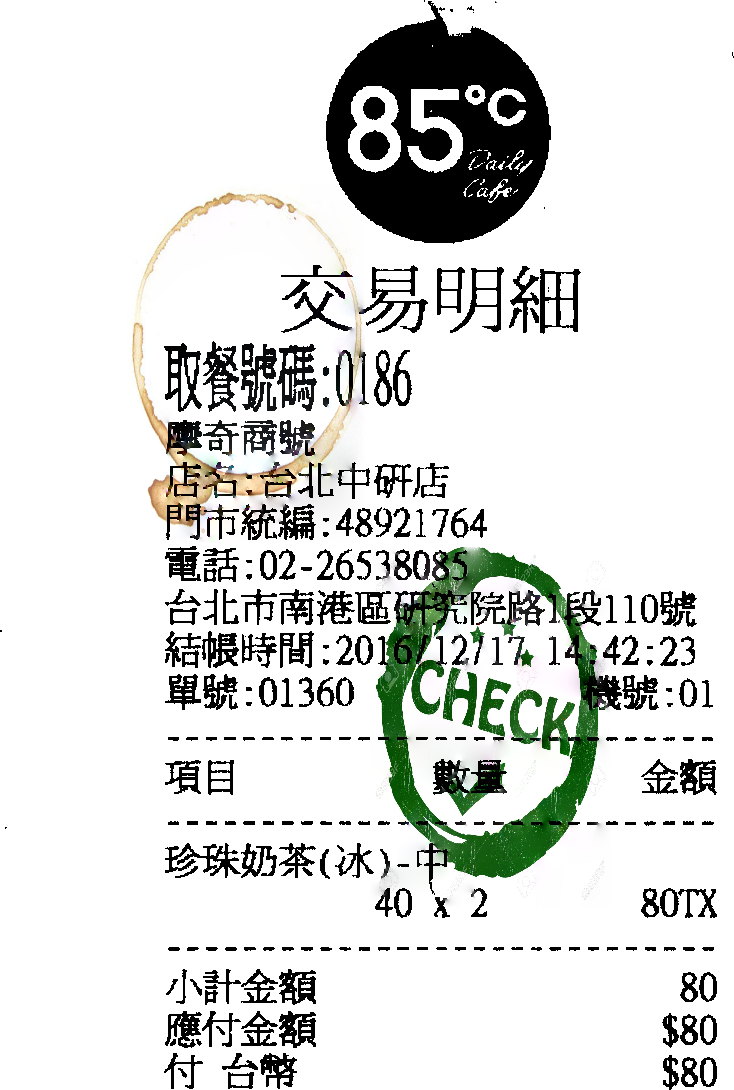 85°C
Daily
Cafe
交易明細
取餐號碼:0186
摩奇商號
店名:台北中研店
門市統編:48921764
電話:02-26538085
台北市南港區研究院路1段110號
結帳時間:2016/12/17 14:42:23
單號:01360 機號:01
CHECK
項目 數量 金額
珍珠奶茶(冰)-中
40 x 2 80TX
小計金額 80
應付金額 $80
付 台幣 $80